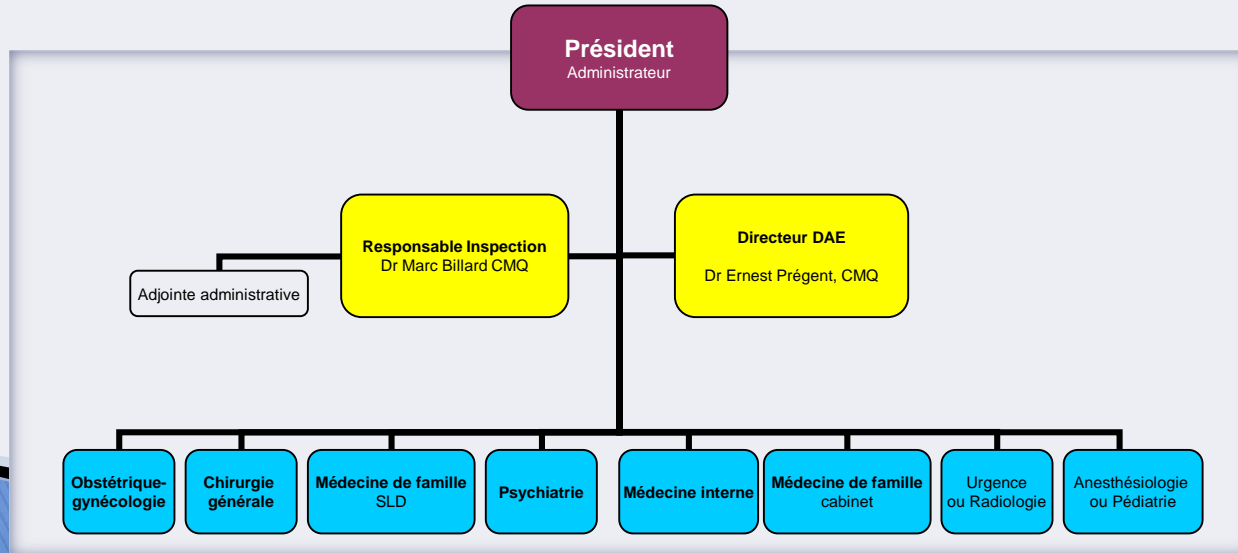 Président
Administrateur
Responsable Inspection
Dr Marc Billard CMQ
Directeur DAE
Dr Ernest Prégent, CMQ
Adjointe administrative
Obstétrique-
gynécologie
Chirurgie
générale
Médecine de famille
SLD
Psychiatrie
Médecine interne
Médecine de famille
cabinet
Urgence
ou Radiologie
Anesthésiologie
ou Pédiatrie